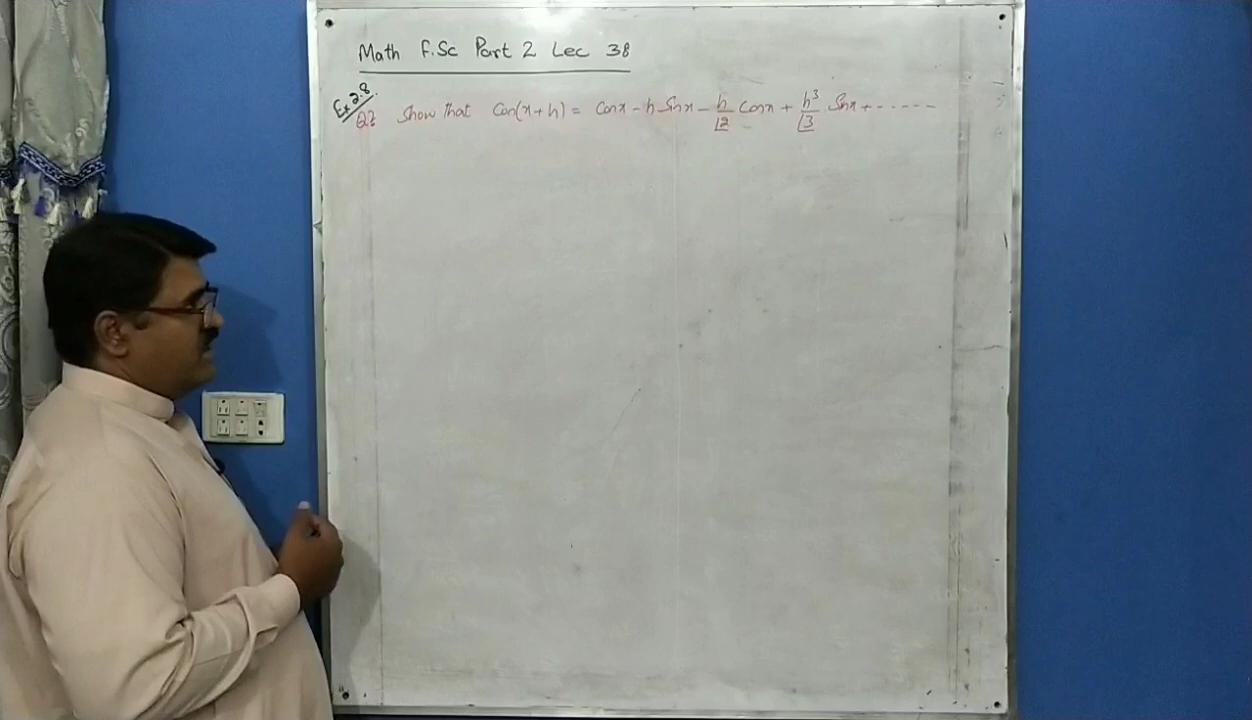 Math F.Sc Part 2 Lec 38
Ex 2.8.
Q2 Show that Cos(x+h) = Cosx - h Sinx - h/⌊2 Cosx + h³/⌊3 Sinx + ------